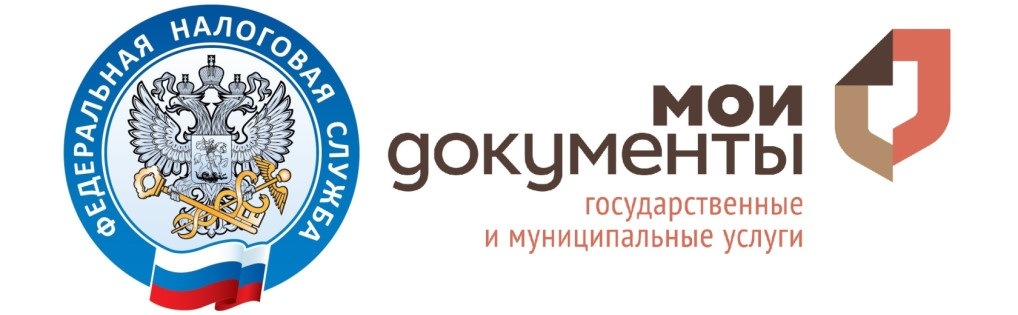 ФЕДЕРАЛЬНАЯ НАЛОГОВАЯ СЛУЖБА
мои
документы
государственные
и муниципальные услуги